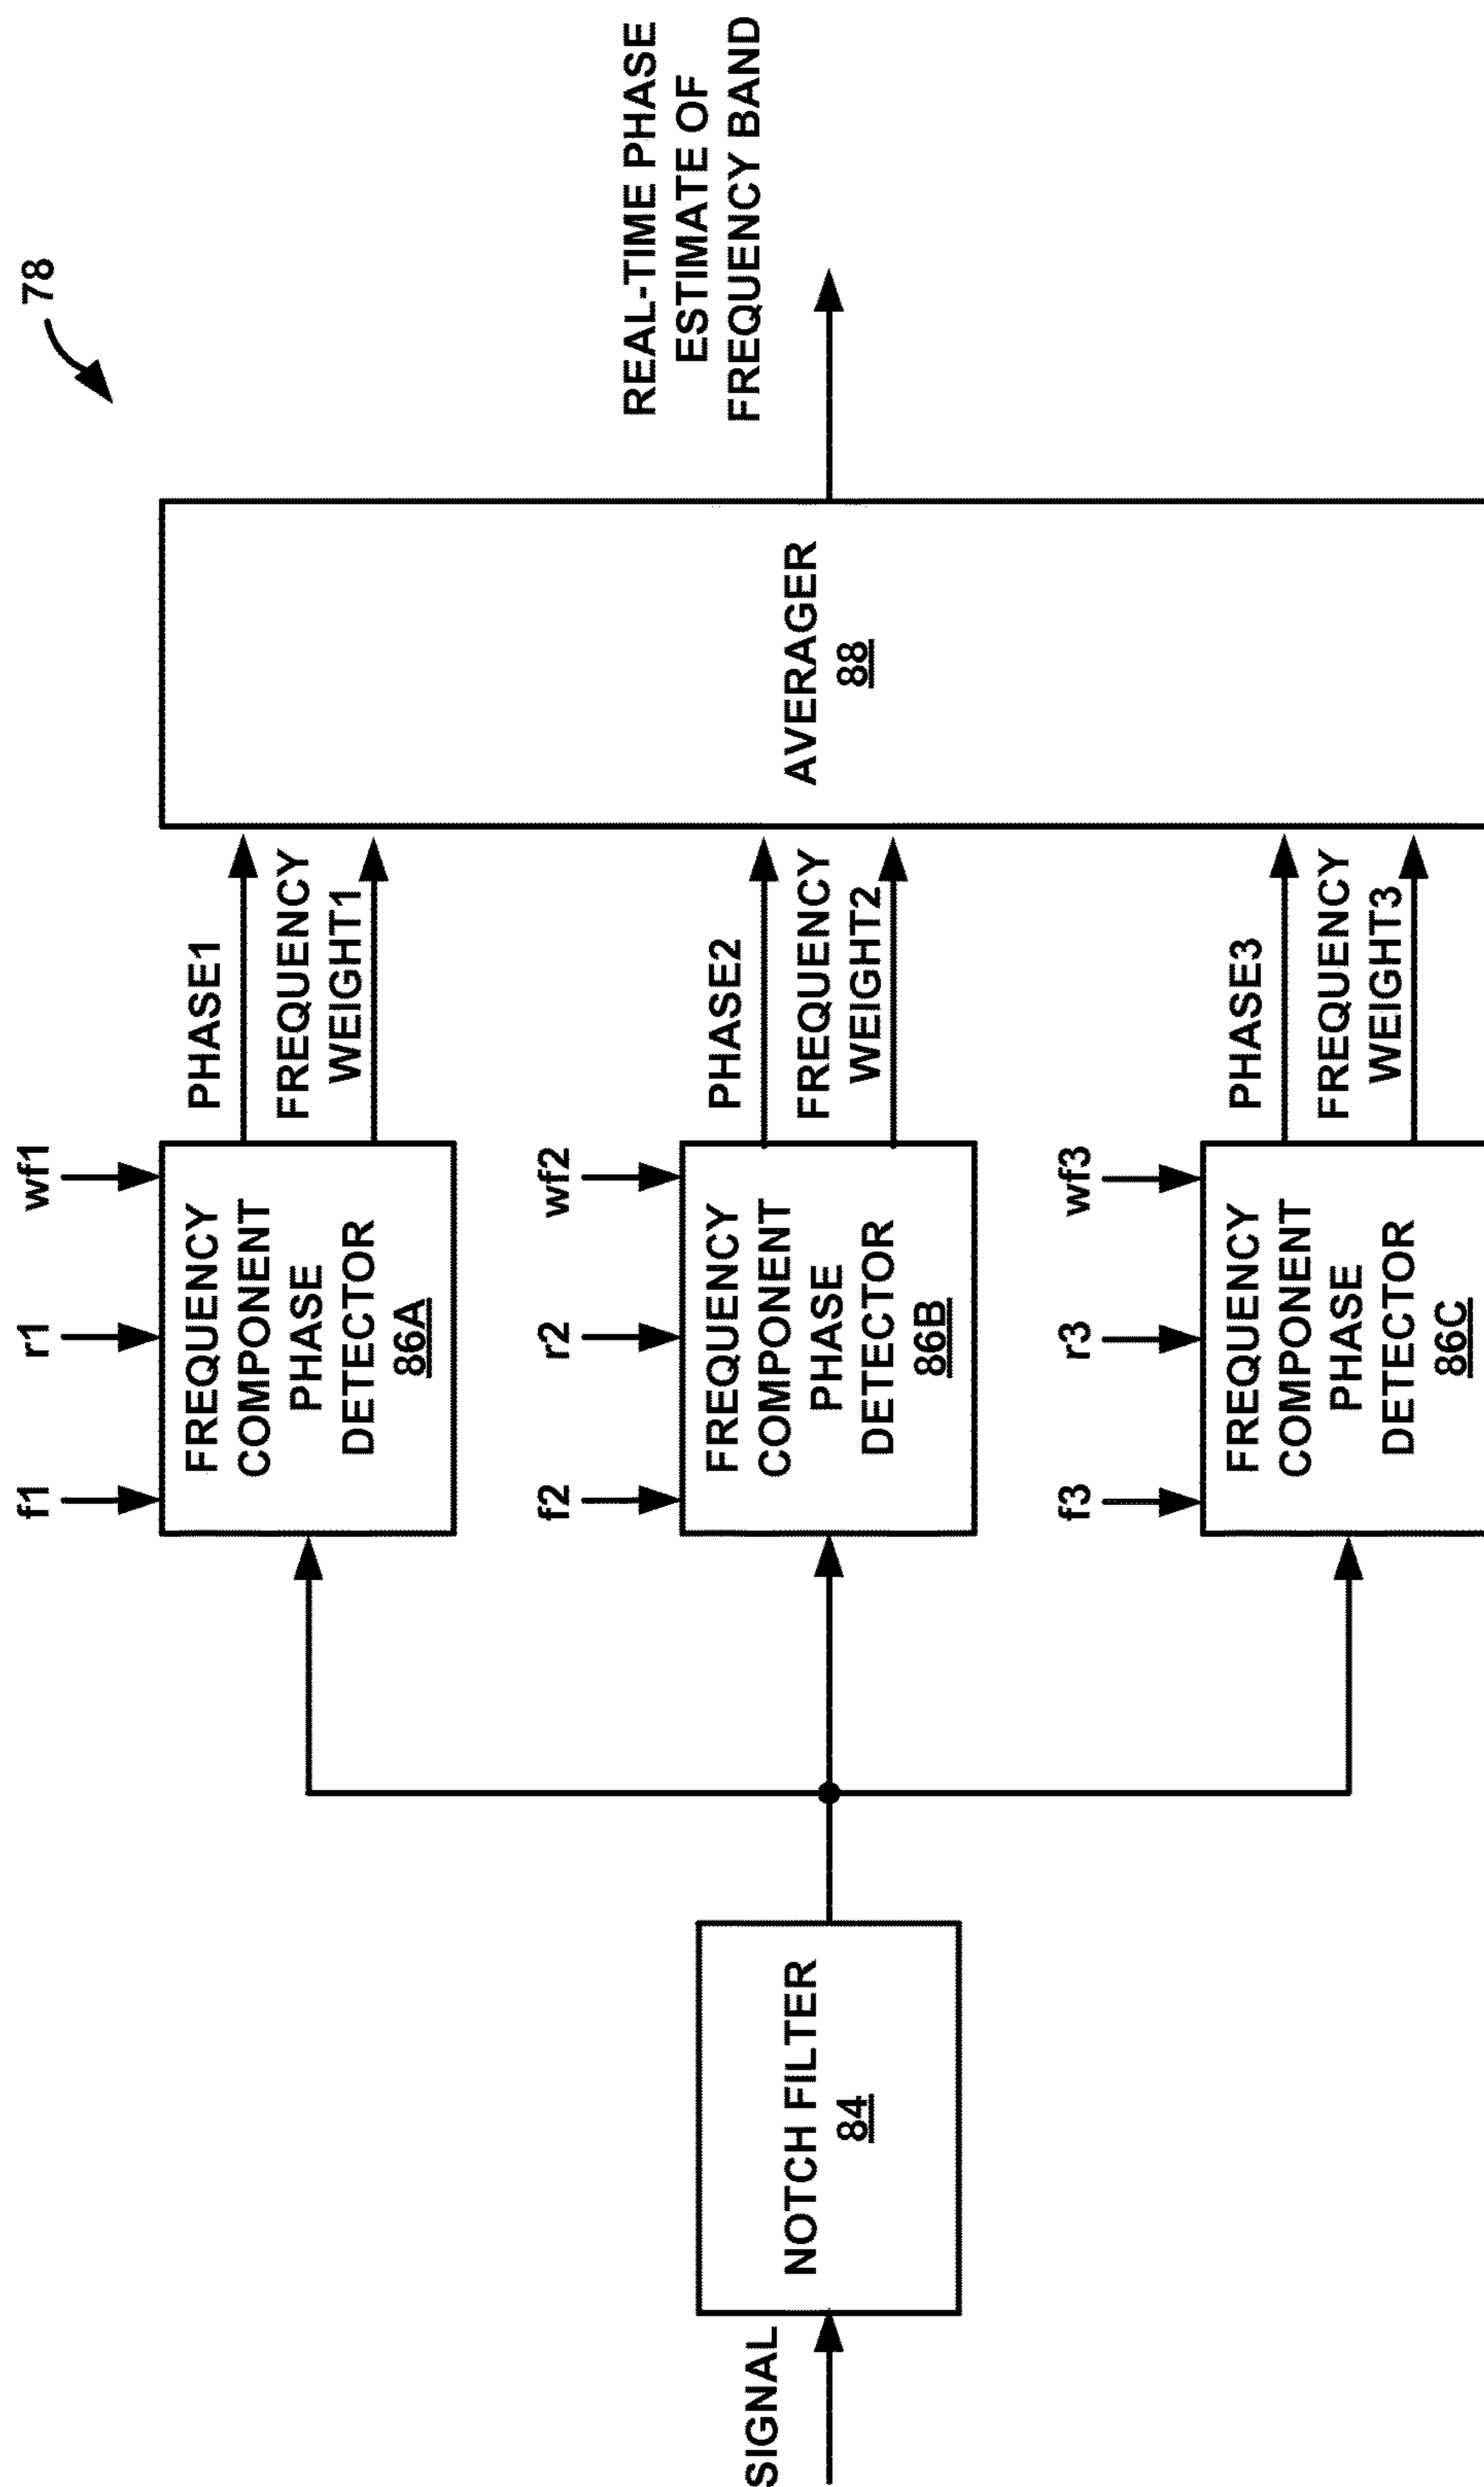 78
SIGNAL
NOTCH FILTER
84
f1
r1
wf1
FREQUENCY
COMPONENT
PHASE
DETECTOR
86A
PHASE1
FREQUENCY
WEIGHT1
f2
r2
wf2
FREQUENCY
COMPONENT
PHASE
DETECTOR
86B
PHASE2
FREQUENCY
WEIGHT2
f3
r3
wf3
FREQUENCY
COMPONENT
PHASE
DETECTOR
86C
PHASE3
FREQUENCY
WEIGHT3
AVERAGER
88
REAL-TIME PHASE
ESTIMATE OF
FREQUENCY BAND